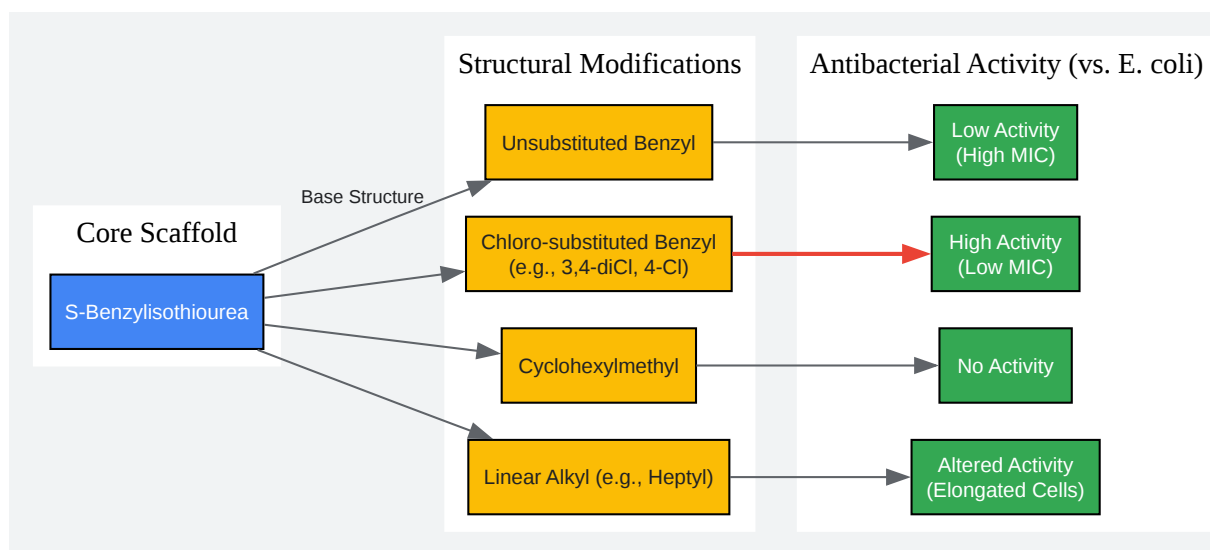 Structural Modifications
Antibacterial Activity (vs. E. coli)
Unsubstituted Benzyl
Low Activity
(High MIC)
Base Structure
Core Scaffold
S-Benzylisothiourea
Chloro-substituted Benzyl
(e.g., 3,4-diCl, 4-Cl)
High Activity
(Low MIC)
Cyclohexylmethyl
No Activity
Linear Alkyl (e.g., Heptyl)
Altered Activity
(Elongated Cells)